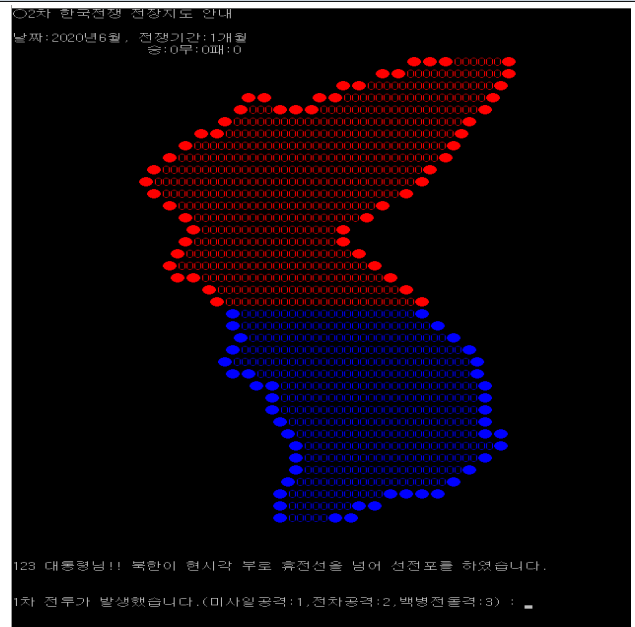 ○2차 한국전쟁 전장지도 안내
날짜:2020년6월, 전쟁기간:1개월
승:0무:0패:0
123 대통령님!! 북한이 현시각 부로 휴전선을 넘어 선전포를 하였습니다.
1차 전투가 발생했습니다.(미사일공격:1,전차공격:2,백병전돌격:3) : _